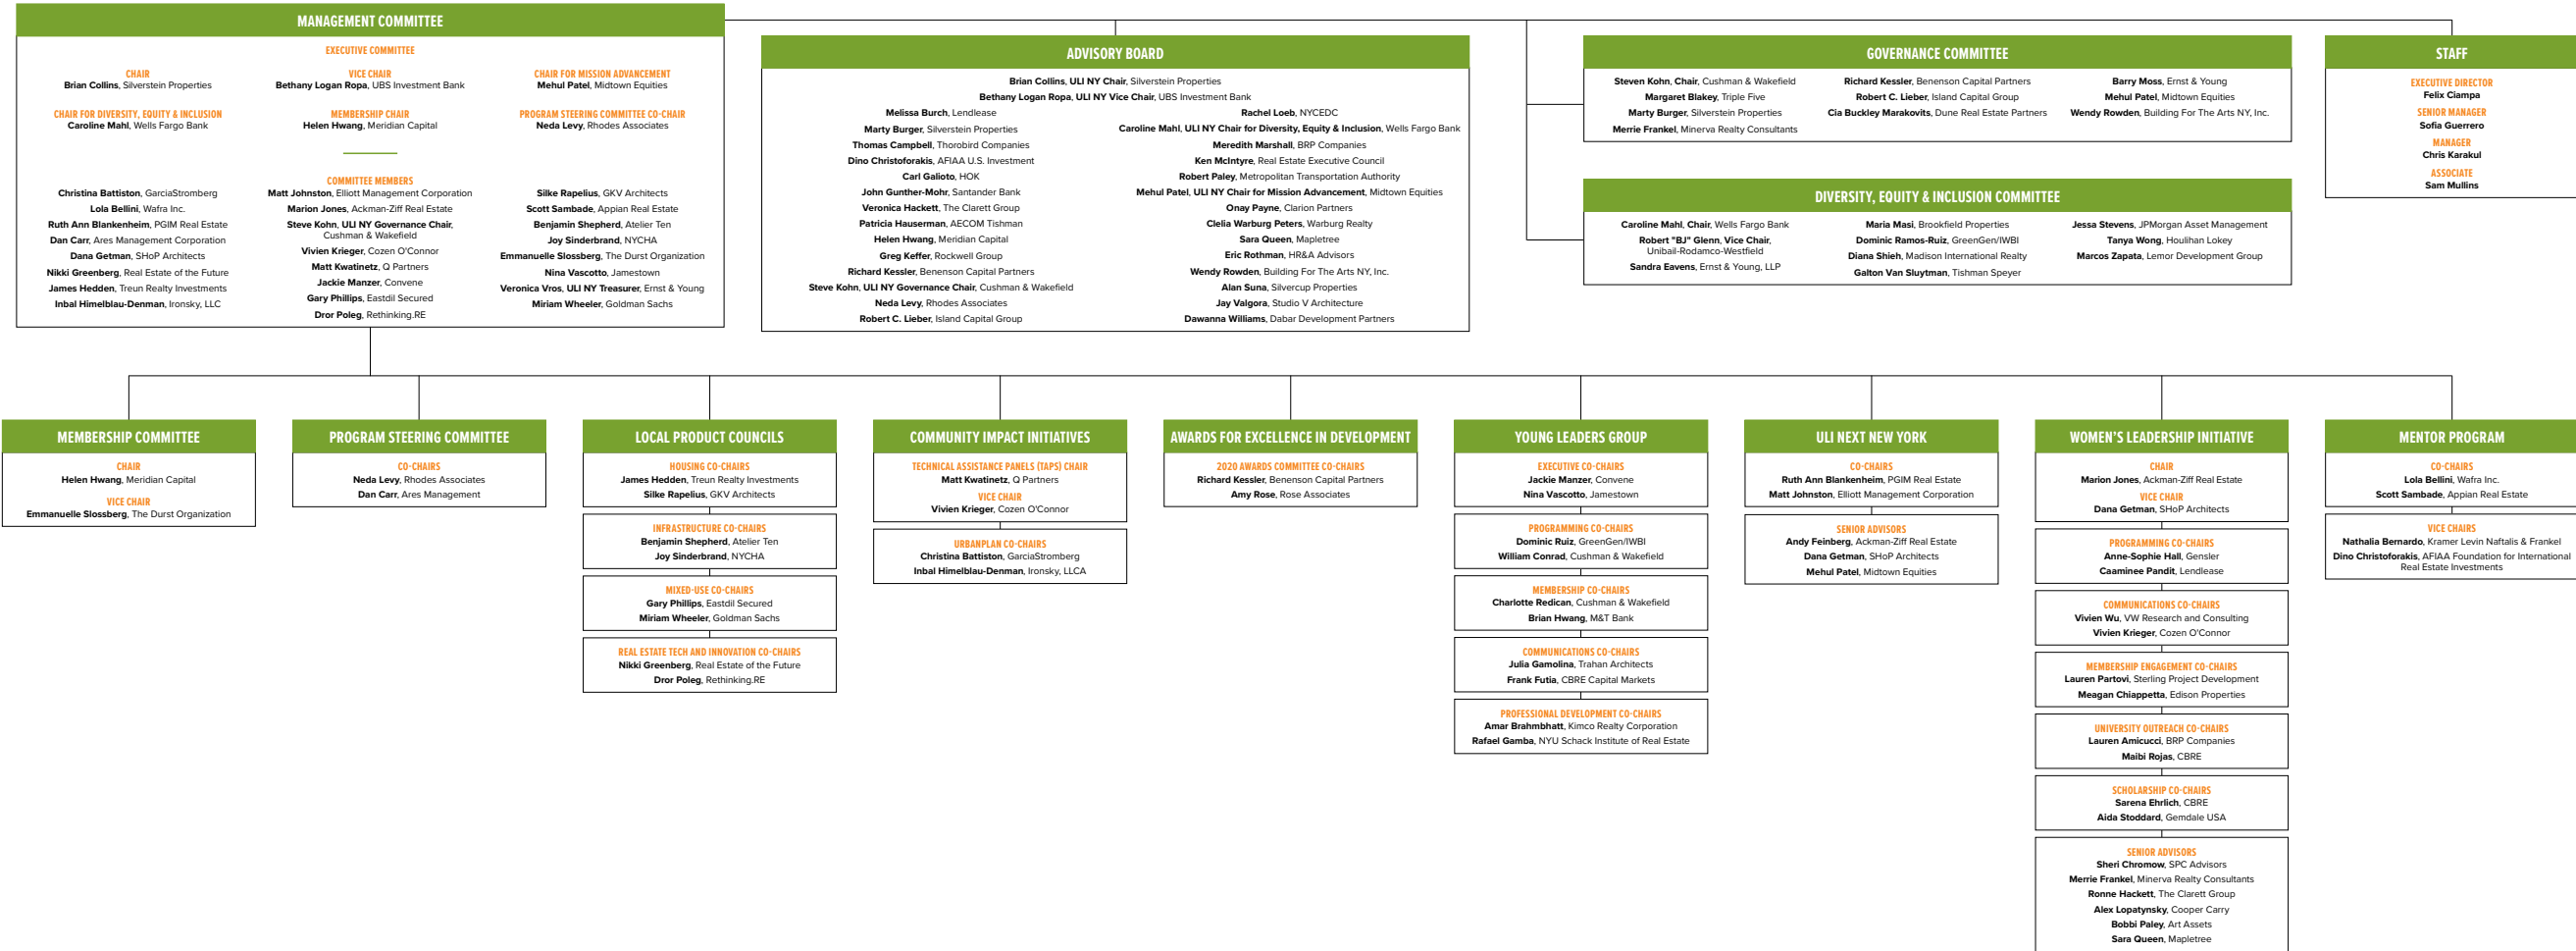 MANAGEMENT COMMITTEE
EXECUTIVE COMMITTEE
CHAIR
Brian Collins, Silverstein Properties
VICE CHAIR
Bethany Logan Ropa, UBS Investment Bank
CHAIR FOR MISSION ADVANCEMENT
Mehul Patel, Midtown Equities
CHAIR FOR DIVERSITY, EQUITY & INCLUSION
Caroline Mahl, Wells Fargo Bank
MEMBERSHIP CHAIR
Helen Hwang, Meridian Capital
PROGRAM STEERING COMMITTEE CO-CHAIR
Neda Levy, Rhodes Associates
COMMITTEE MEMBERS
Christina Battiston, GarciaStromberg
Lola Bellini, Wafra Inc.
Ruth Ann Blankenheim, PGIM Real Estate
Dan Carr, Ares Management Corporation
Dana Getman, SHoP Architects
Nikki Greenberg, Real Estate of the Future
James Hedden, Treun Realty Investments
Inbal Himelblau-Denman, Ironsky, LLC
Matt Johnston, Elliott Management Corporation
Marion Jones, Ackman-Ziff Real Estate
Steve Kohn, ULI NY Governance Chair,
Cushman & Wakefield
Vivien Krieger, Cozen O'Connor
Matt Kwatinetz, Q Partners
Jackie Manzer, Convene
Gary Phillips, Eastdil Secured
Dror Poleg, Rethinking.RE
Silke Rapelius, GKV Architects
Scott Sambade, Appian Real Estate
Benjamin Shepherd, Atelier Ten
Joy Sinderbrand, NYCHA
Emmanuelle Slossberg, The Durst Organization
Nina Vascotto, Jamestown
Veronica Vros, ULI NY Treasurer, Ernst & Young
Miriam Wheeler, Goldman Sachs
ADVISORY BOARD
Brian Collins, ULI NY Chair, Silverstein Properties
Bethany Logan Ropa, ULI NY Vice Chair, UBS Investment Bank
Melissa Burch, Lendlease
Marty Burger, Silverstein Properties
Thomas Campbell, Thorobird Companies
Dino Christoforakis, AFIAA U.S. Investment
Carl Galioto, HOK
John Gunther-Mohr, Santander Bank
Veronica Hackett, The Clarett Group
Patricia Hauserman, AECOM Tishman
Helen Hwang, Meridian Capital
Greg Keffer, Rockwell Group
Richard Kessler, Benenson Capital Partners
Steve Kohn, ULI NY Governance Chair, Cushman & Wakefield
Neda Levy, Rhodes Associates
Robert C. Lieber, Island Capital Group
Rachel Loeb, NYCEDC
Caroline Mahl, ULI NY Chair for Diversity, Equity & Inclusion, Wells Fargo Bank
Meredith Marshall, BRP Companies
Ken McIntyre, Real Estate Executive Council
Robert Paley, Metropolitan Transportation Authority
Mehul Patel, ULI NY Chair for Mission Advancement, Midtown Equities
Onay Payne, Clarion Partners
Clelia Warburg Peters, Warburg Realty
Sara Queen, Mapletree
Eric Rothman, HR&A Advisors
Wendy Rowden, Building For The Arts NY, Inc.
Alan Suna, Silvercup Properties
Jay Valgora, Studio V Architecture
Dawanna Williams, Dabar Development Partners
GOVERNANCE COMMITTEE
Steven Kohn, Chair, Cushman & Wakefield
Margaret Blakey, Triple Five
Marty Burger, Silverstein Properties
Merrie Frankel, Minerva Realty Consultants
Richard Kessler, Benenson Capital Partners
Robert C. Lieber, Island Capital Group
Cia Buckley Marakovits, Dune Real Estate Partners
Barry Moss, Ernst & Young
Mehul Patel, Midtown Equities
Wendy Rowden, Building For The Arts NY, Inc.
DIVERSITY, EQUITY & INCLUSION COMMITTEE
Caroline Mahl, Chair, Wells Fargo Bank
Robert "BJ" Glenn, Vice Chair,
Unibail-Rodamco-Westfield
Sandra Eavens, Ernst & Young, LLP
Maria Masi, Brookfield Properties
Dominic Ramos-Ruiz, GreenGen/IWBI
Diana Shieh, Madison International Realty
Galton Van Sluytman, Tishman Speyer
Jessa Stevens, JPMorgan Asset Management
Tanya Wong, Houlihan Lokey
Marcos Zapata, Lemor Development Group
STAFF
EXECUTIVE DIRECTOR
Felix Ciampa
SENIOR MANAGER
Sofia Guerrero
MANAGER
Chris Karakul
ASSOCIATE
Sam Mullins
MEMBERSHIP COMMITTEE
CHAIR
Helen Hwang, Meridian Capital
VICE CHAIR
Emmanuelle Slossberg, The Durst Organization
PROGRAM STEERING COMMITTEE
CO-CHAIRS
Neda Levy, Rhodes Associates
Dan Carr, Ares Management
LOCAL PRODUCT COUNCILS
HOUSING CO-CHAIRS
James Hedden, Treun Realty Investments
Silke Rapelius, GKV Architects
INFRASTRUCTURE CO-CHAIRS
Benjamin Shepherd, Atelier Ten
Joy Sinderbrand, NYCHA
MIXED-USE CO-CHAIRS
Gary Phillips, Eastdil Secured
Miriam Wheeler, Goldman Sachs
REAL ESTATE TECH AND INNOVATION CO-CHAIRS
Nikki Greenberg, Real Estate of the Future
Dror Poleg, Rethinking.RE
COMMUNITY IMPACT INITIATIVES
TECHNICAL ASSISTANCE PANELS (TAPS) CHAIR
Matt Kwatinetz, Q Partners
VICE CHAIR
Vivien Krieger, Cozen O'Connor
URBANPLAN CO-CHAIRS
Christina Battiston, GarciaStromberg
Inbal Himelblau-Denman, Ironsky, LLCA
AWARDS FOR EXCELLENCE IN DEVELOPMENT
2020 AWARDS COMMITTEE CO-CHAIRS
Richard Kessler, Benenson Capital Partners
Amy Rose, Rose Associates
YOUNG LEADERS GROUP
EXECUTIVE CO-CHAIRS
Jackie Manzer, Convene
Nina Vascotto, Jamestown
PROGRAMMING CO-CHAIRS
Dominic Ruiz, GreenGen/IWBI
William Conrad, Cushman & Wakefield
MEMBERSHIP CO-CHAIRS
Charlotte Redican, Cushman & Wakefield
Brian Hwang, M&T Bank
COMMUNICATIONS CO-CHAIRS
Julia Gamolina, Trahan Architects
Frank Futia, CBRE Capital Markets
PROFESSIONAL DEVELOPMENT CO-CHAIRS
Amar Brahmbhatt, Kimco Realty Corporation
Rafael Gamba, NYU Schack Institute of Real Estate
ULI NEXT NEW YORK
CO-CHAIRS
Ruth Ann Blankenheim, PGIM Real Estate
Matt Johnston, Elliott Management Corporation
SENIOR ADVISORS
Andy Feinberg, Ackman-Ziff Real Estate
Dana Getman, SHoP Architects
Mehul Patel, Midtown Equities
WOMEN'S LEADERSHIP INITIATIVE
CHAIR
Marion Jones, Ackman-Ziff Real Estate
VICE CHAIR
Dana Getman, SHoP Architects
PROGRAMMING CO-CHAIRS
Anne-Sophie Hall, Gensler
Caaminee Pandit, Lendlease
COMMUNICATIONS CO-CHAIRS
Vivien Wu, VW Research and Consulting
Vivien Krieger, Cozen O'Connor
MEMBERSHIP ENGAGEMENT CO-CHAIRS
Lauren Partovi, Sterling Project Development
Meagan Chiappetta, Edison Properties
UNIVERSITY OUTREACH CO-CHAIRS
Lauren Amicucci, BRP Companies
Maibi Rojas, CBRE
SCHOLARSHIP CO-CHAIRS
Sarena Ehrlich, CBRE
Aida Stoddard, Gemdale USA
SENIOR ADVISORS
Sheri Chromow, SPC Advisors
Merrie Frankel, Minerva Realty Consultants
Ronne Hackett, The Clarett Group
Alex Lopatynsky, Cooper Carry
Bobbi Paley, Art Assets
Sara Queen, Mapletree
MENTOR PROGRAM
CO-CHAIRS
Lola Bellini, Wafra Inc.
Scott Sambade, Appian Real Estate
VICE CHAIRS
Nathalia Bernardo, Kramer Levin Naftalis & Frankel
Dino Christoforakis, AFIAA Foundation for International
Real Estate Investments